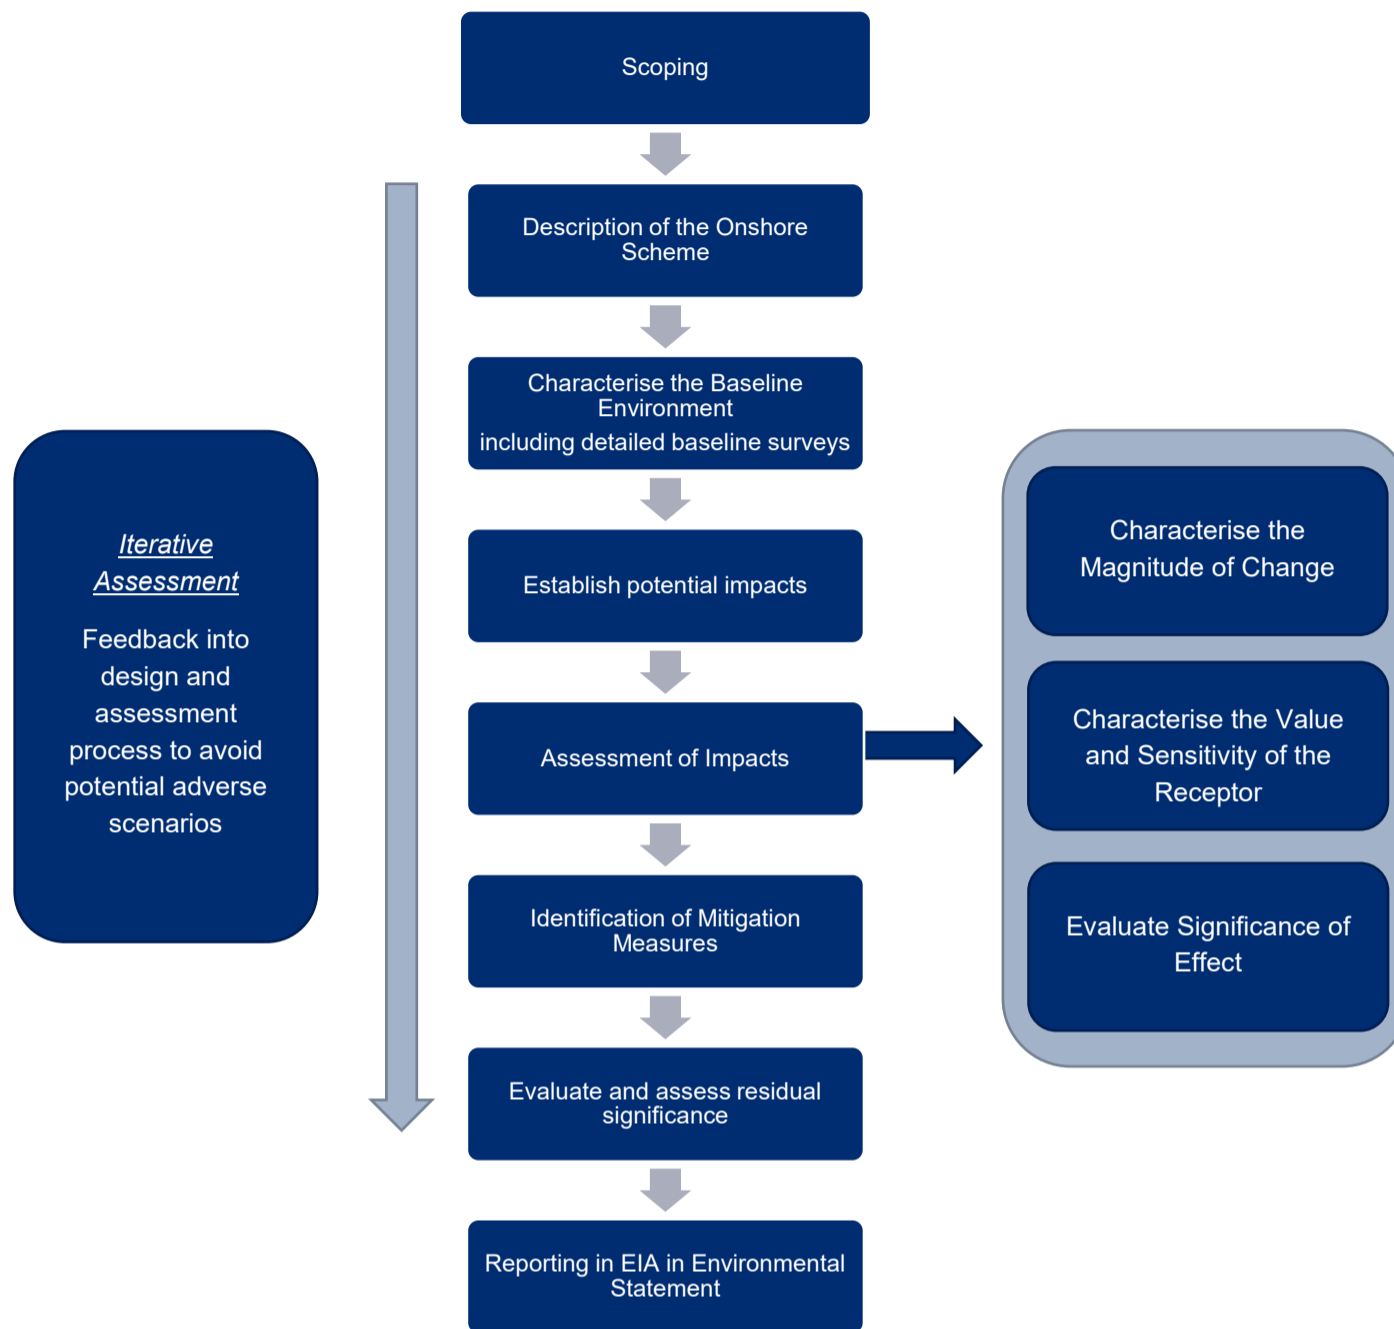 Scoping
Description of the Onshore
Scheme
Characterise the Baseline
Environment
including detailed baseline surveys
Establish potential impacts
Assessment of Impacts
Identification of Mitigation
Measures
Evaluate and assess residual
significance
Reporting in EIA in Environmental
Statement
Iterative
Assessment
Feedback into
design and
assessment
process to avoid
potential adverse
scenarios
Characterise the
Magnitude of Change
Characterise the Value
and Sensitivity of the
Receptor
Evaluate Significance of
Effect